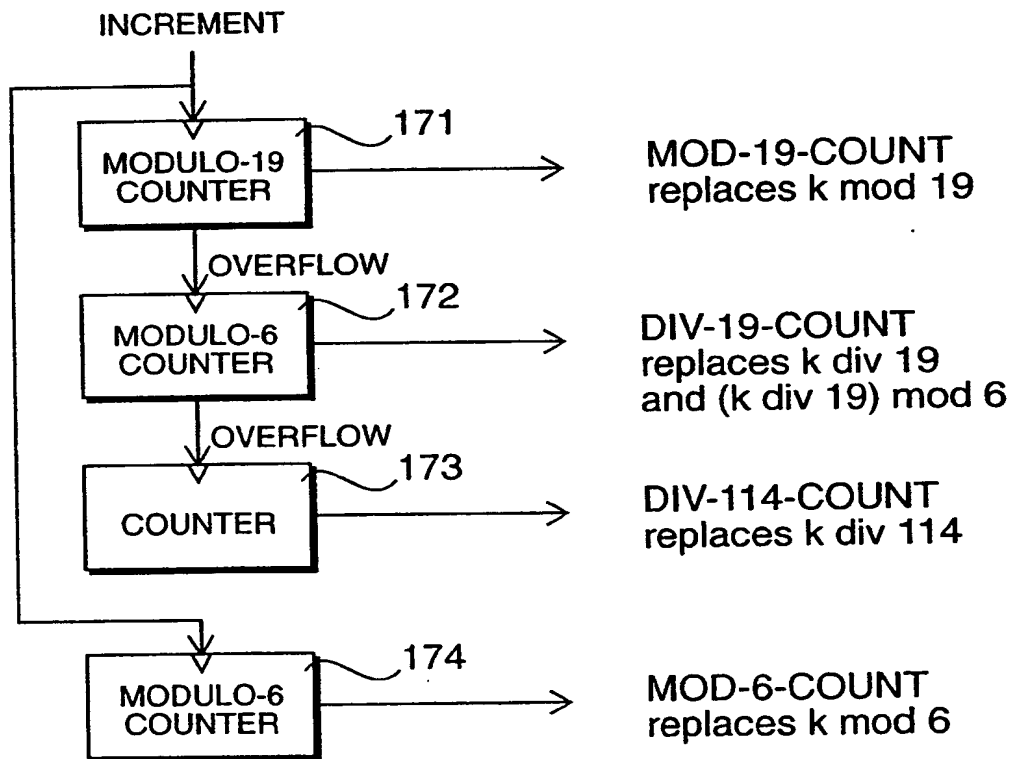 INCREMENT
171
MODULO-19
COUNTER
MOD-19-COUNT
replaces k mod 19
OVERFLOW
172
MODULO-6
COUNTER
DIV-19-COUNT
replaces k div 19
and (k div 19) mod 6
OVERFLOW
173
COUNTER
DIV-114-COUNT
replaces k div 114
174
MODULO-6
COUNTER
MOD-6-COUNT
replaces k mod 6